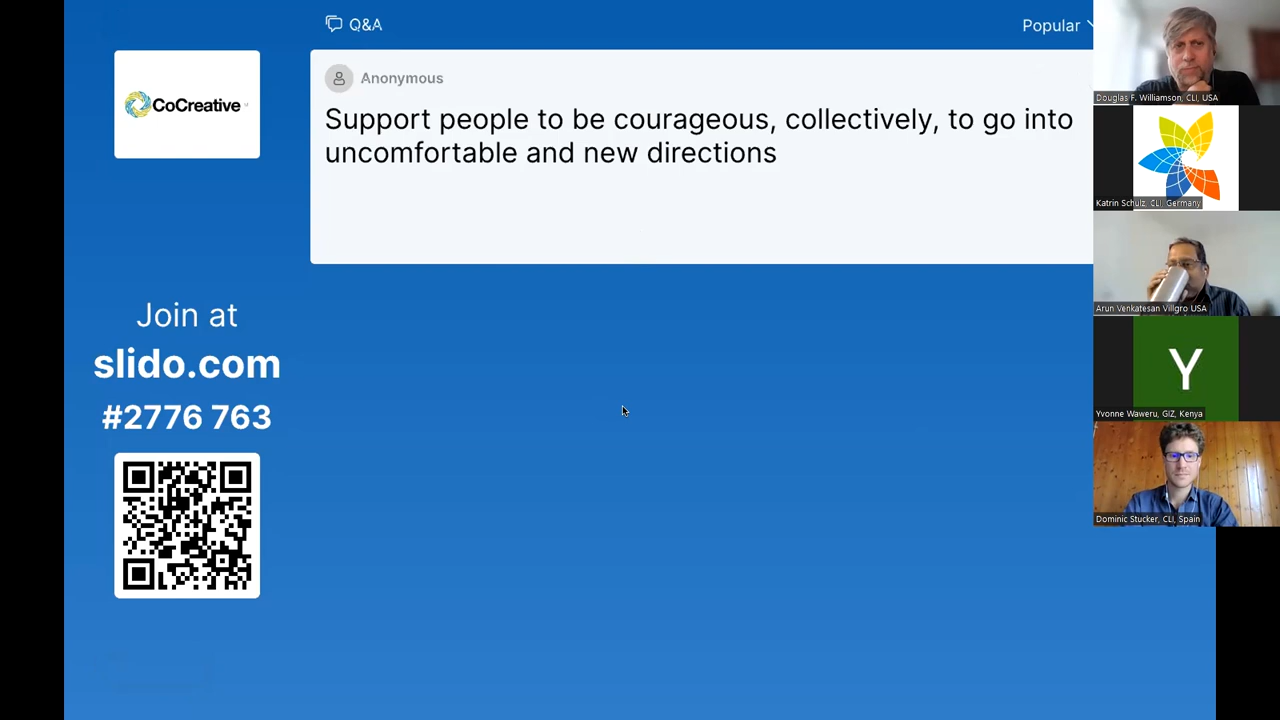 Q&A
Popular
CoCreative
Anonymous
Support people to be courageous, collectively, to go into
uncomfortable and new directions
Join at
slido.com
#2776 763
Douglas F. Williamson, CLI, USA
Katrin Schulz, CLI, Germany
Arun Venkatesan Villgro USA
Y
Yvonne Waweru, GIZ, Kenya
Dominic Stucker, CLI, Spain